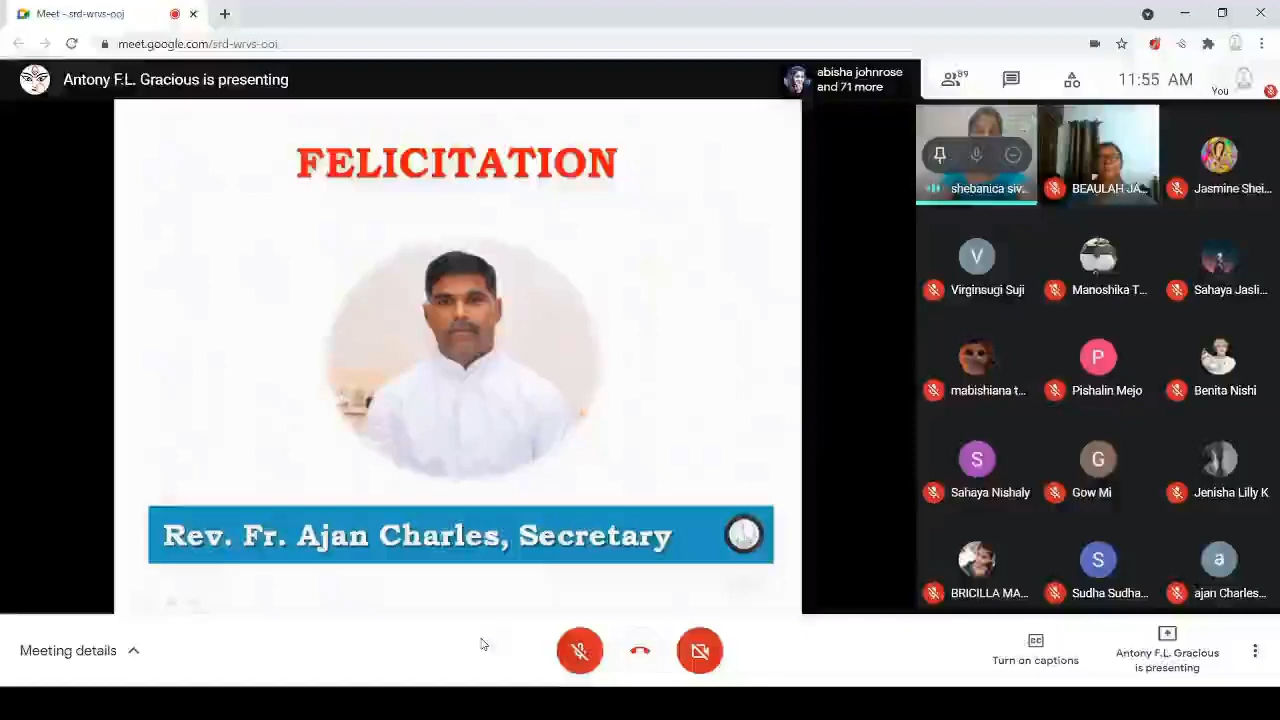 Meet - srd-wrvs-ooj
meet.google.com/srd-wrvs-ooj
Antony F.L. Gracious is presenting
abisha johnrose
and 71 more
89
11:55 AM
You
FELICITATION
Rev. Fr. Ajan Charles, Secretary
shebanica siv...
BEAULAH JA...
Jasmine Shei...
V
Virginsugi Suji
Manoshika T...
Sahaya Jasli...
mabishiana t...
P
Pishalin Mejo
Benita Nishi
S
Sahaya Nishaly
G
Gow Mi
Jenisha Lilly K
BRICILLA MA...
S
Sudha Sudha...
a
ajan Charles...
Meeting details
CC
Turn on captions
Antony F.L. Gracious
is presenting